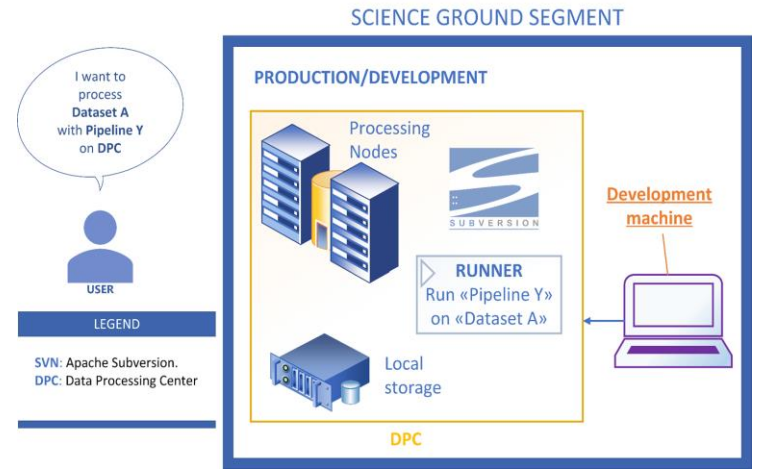 SCIENCE GROUND SEGMENT
I want to
process
Dataset A
with Pipeline Y
on DPC
USER
LEGEND
SVN: Apache Subversion.
DPC: Data Processing Center
PRODUCTION/DEVELOPMENT
Processing
Nodes
SUBVERSION
RUNNER
Run «Pipeline Y»
on «Dataset A»
Local
storage
DPC
Development
machine